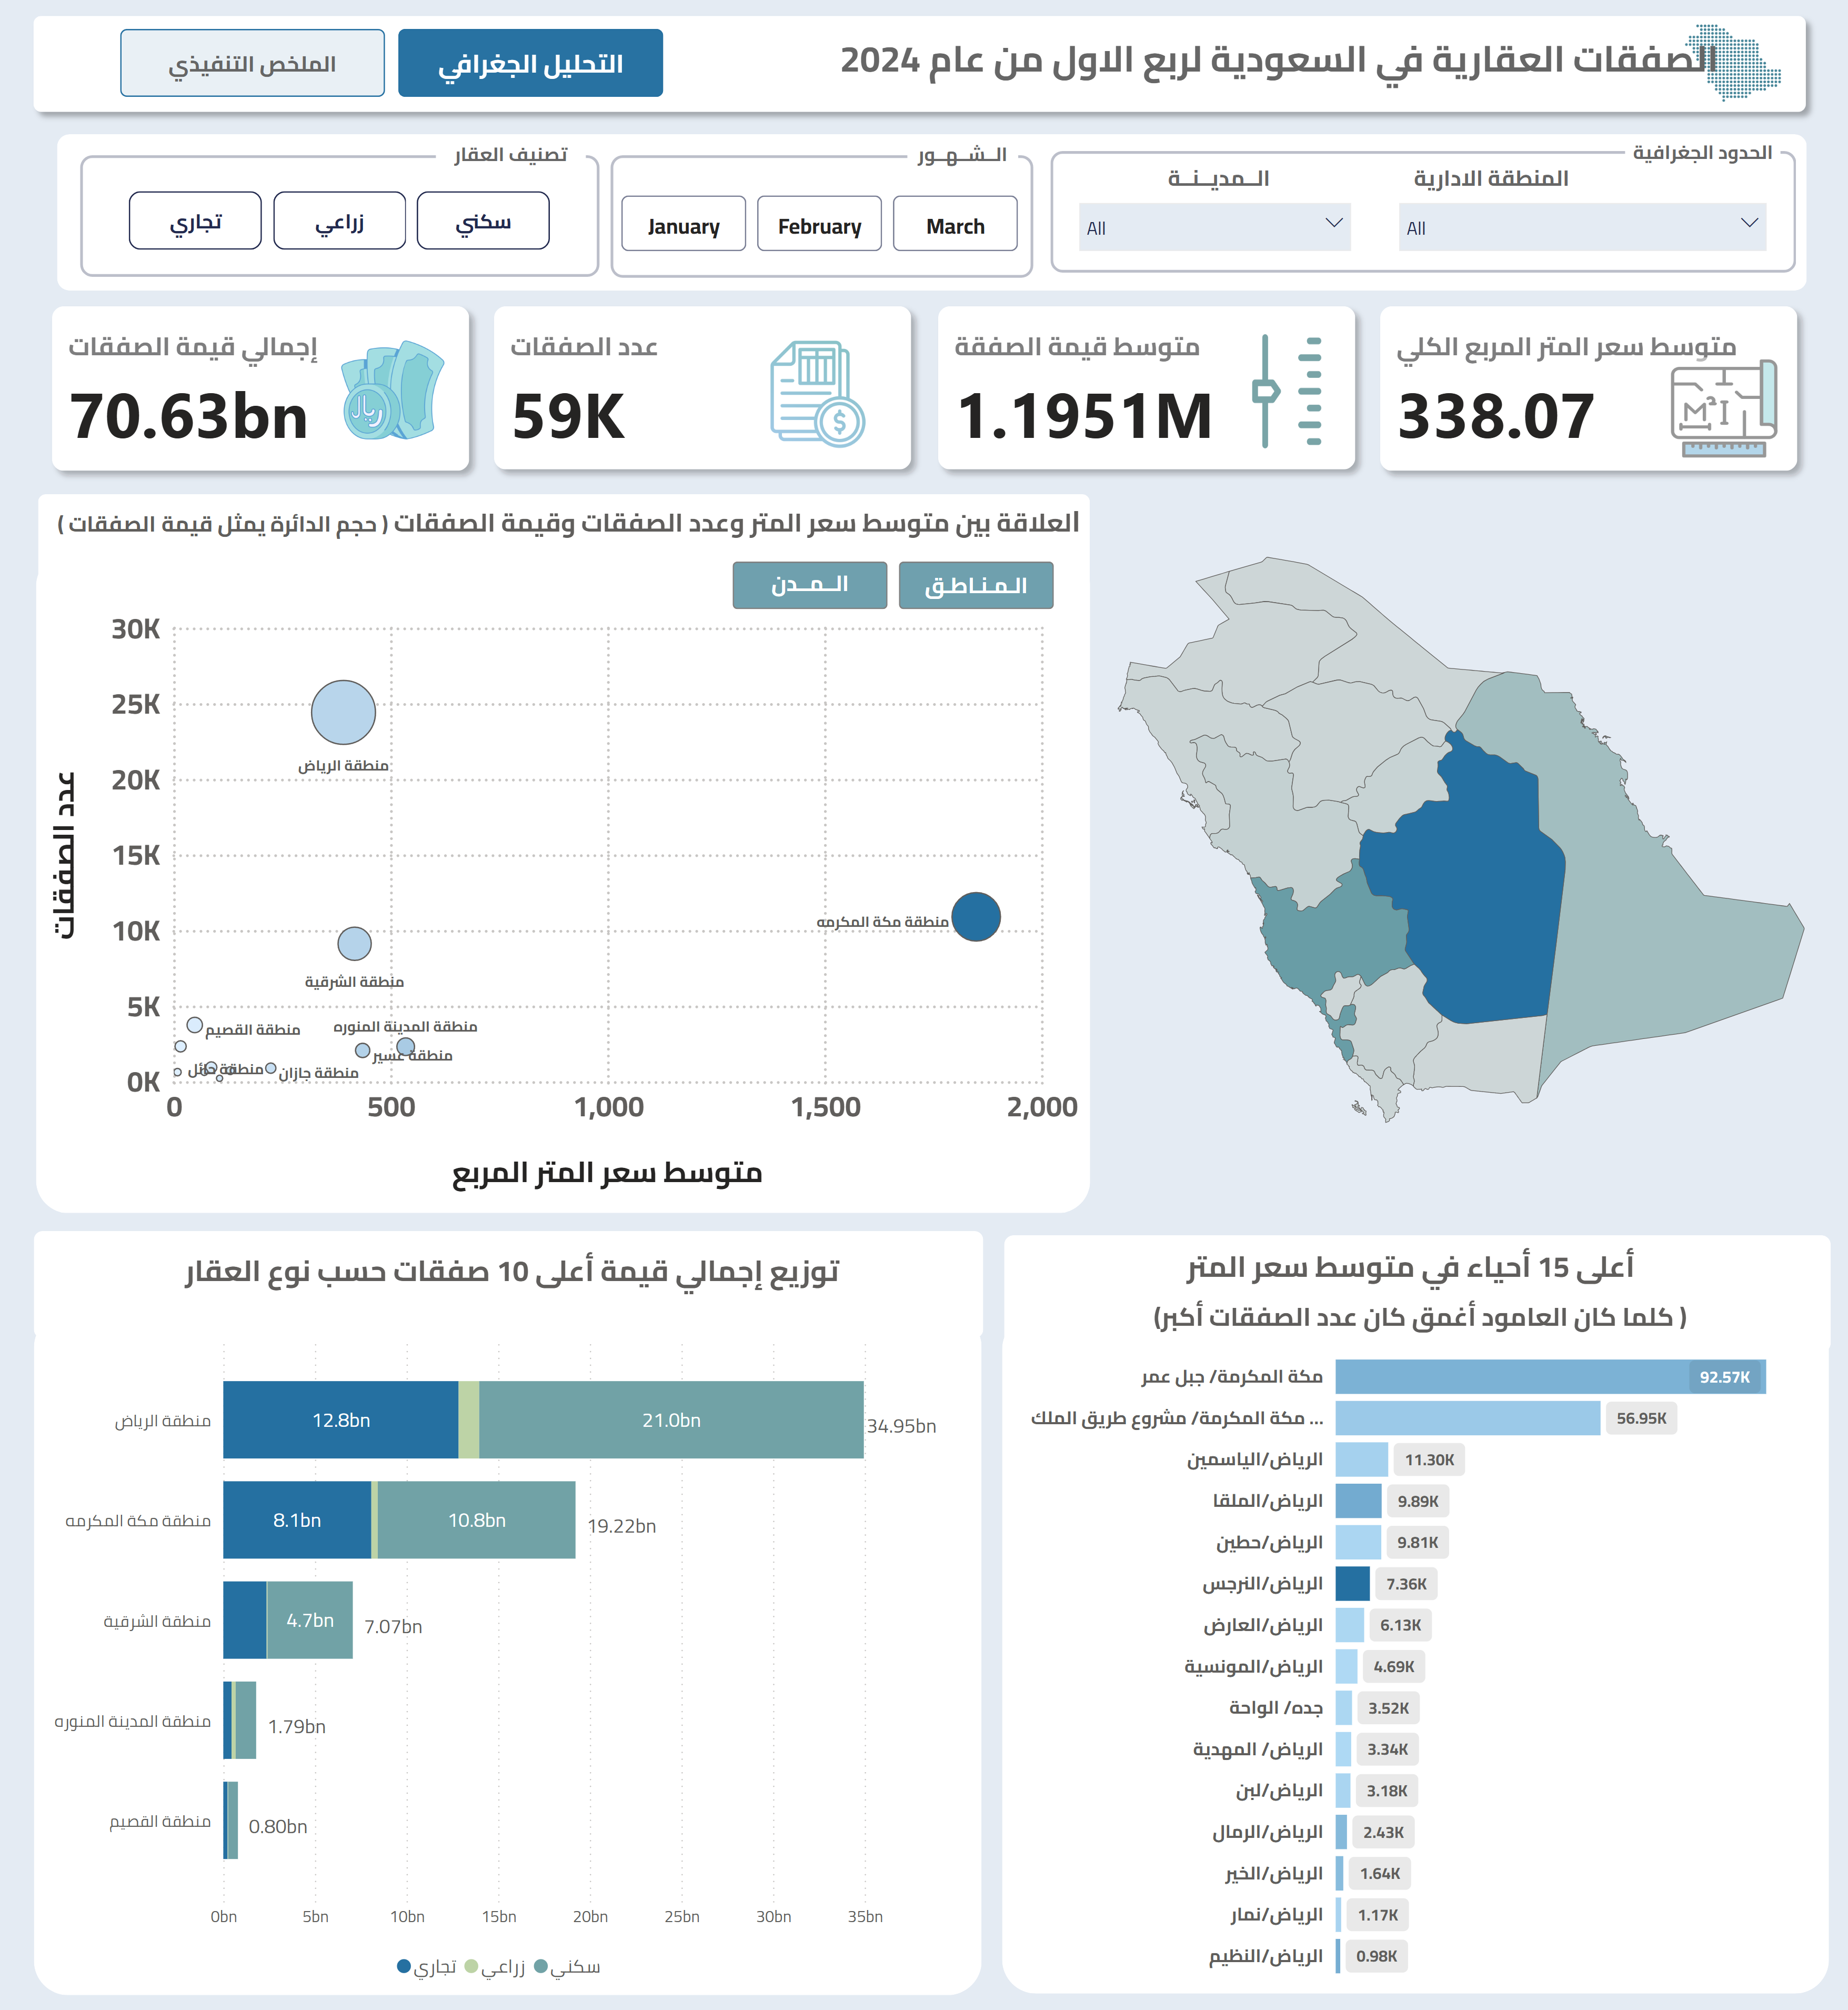 الصفقات العقارية في السعودية لربع الاول من عام 2024
التحليل الجغرافي
الملخص التنفيذي
الحدود الجغرافية
المنطقة الادارية
الـمديـنـة
All
All
الـشـهـور
January
February
March
تصنيف العقار
سكني
زراعي
تجاري
متوسط سعر المتر المربع الكلي
338.07
M²
متوسط قيمة الصفقة
1.1951M
عدد الصفقات
59K
$
إجمالي قيمة الصفقات
70.63bn
ريال
العلاقة بين متوسط سعر المتر وعدد الصفقات وقيمة الصفقات ( حجم الدائرة يمثل قيمة الصفقات )
المـناطـق
الـمـدن
عدد الصفقات
30K
25K
20K
15K
10K
5K
0K
منطقة الرياض
منطقة مكة المكرمه
منطقة الشرقية
منطقة القصيم
منطقة المدينة المنوره
منطقة عسير
منطقة حائل
منطقة جازان
0
500
1,000
1,500
2,000
متوسط سعر المتر المربع
أعلى 15 أحياء في متوسط سعر المتر
( كلما كان العامود أغمق كان عدد الصفقات أكبر)
مكة المكرمة/ جبل عمر 92.57K
مكة المكرمة/ مشروع طريق الملك ... 56.95K
الرياض/الياسمين 11.30K
الرياض/الملقا 9.89K
الرياض/حطين 9.81K
الرياض/النرجس 7.36K
الرياض/العارض 6.13K
الرياض/المونسية 4.69K
جده/ الواحة 3.52K
الرياض/ المهدية 3.34K
الرياض/لبن 3.18K
الرياض/الرمال 2.43K
الرياض/الخير 1.64K
الرياض/نمار 1.17K
الرياض/النظيم 0.98K
توزيع إجمالي قيمة أعلى 10 صفقات حسب نوع العقار
منطقة الرياض 12.8bn 21.0bn 34.95bn
منطقة مكة المكرمه 8.1bn 10.8bn 19.22bn
منطقة الشرقية 4.7bn 7.07bn
منطقة المدينة المنوره 1.79bn
منطقة القصيم 0.80bn
0bn
5bn
10bn
15bn
20bn
25bn
30bn
35bn
تجاري
زراعي
سكني